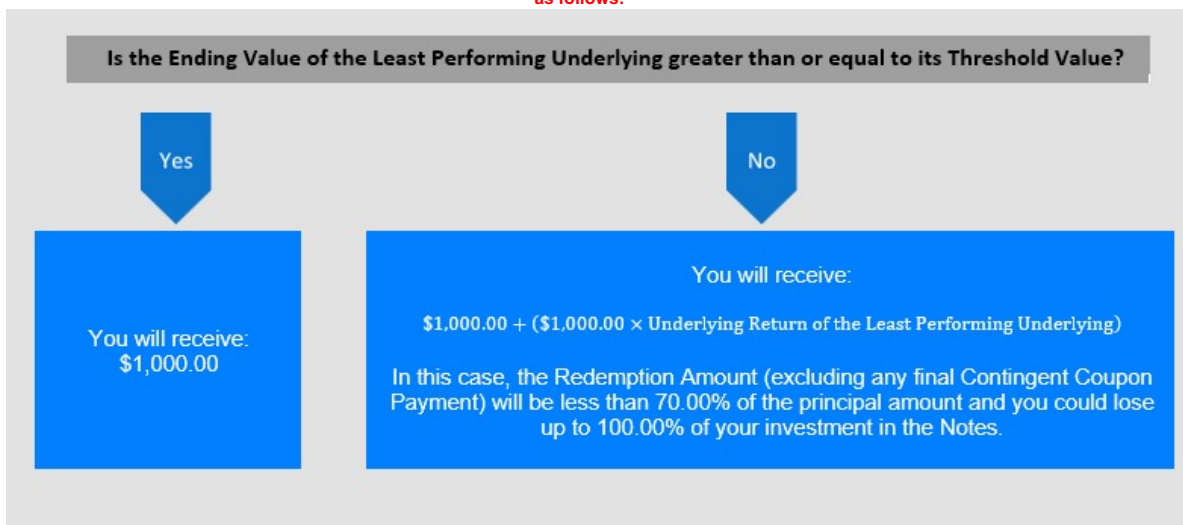 as follows:
Is the Ending Value of the Least Performing Underlying greater than or equal to its Threshold Value?
Yes
No
You will receive:
$1,000.00
You will receive:
$1,000.00 + ($1,000.00 × Underlying Return of the Least Performing Underlying)
In this case, the Redemption Amount (excluding any final Contingent Coupon
Payment) will be less than 70.00% of the principal amount and you could lose
up to 100.00% of your investment in the Notes.